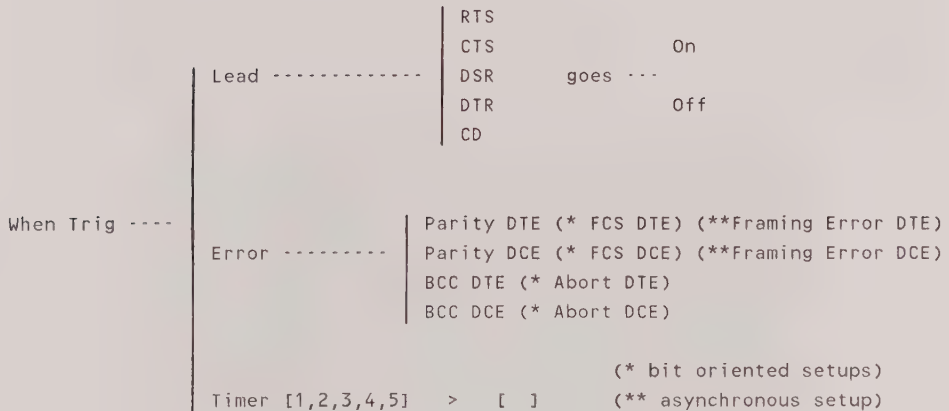 RTS
CTS On
Lead ------------- DSR goes ---
DTR Off
CD
When Trig ----
Parity DTE (* FCS DTE) (**Framing Error DTE)
Error --------- Parity DCE (* FCS DCE) (**Framing Error DCE)
BCC DTE (* Abort DTE)
BCC DCE (* Abort DCE)
(* bit oriented setups)
Timer [1,2,3,4,5] > [ ] (** asynchronous setup)